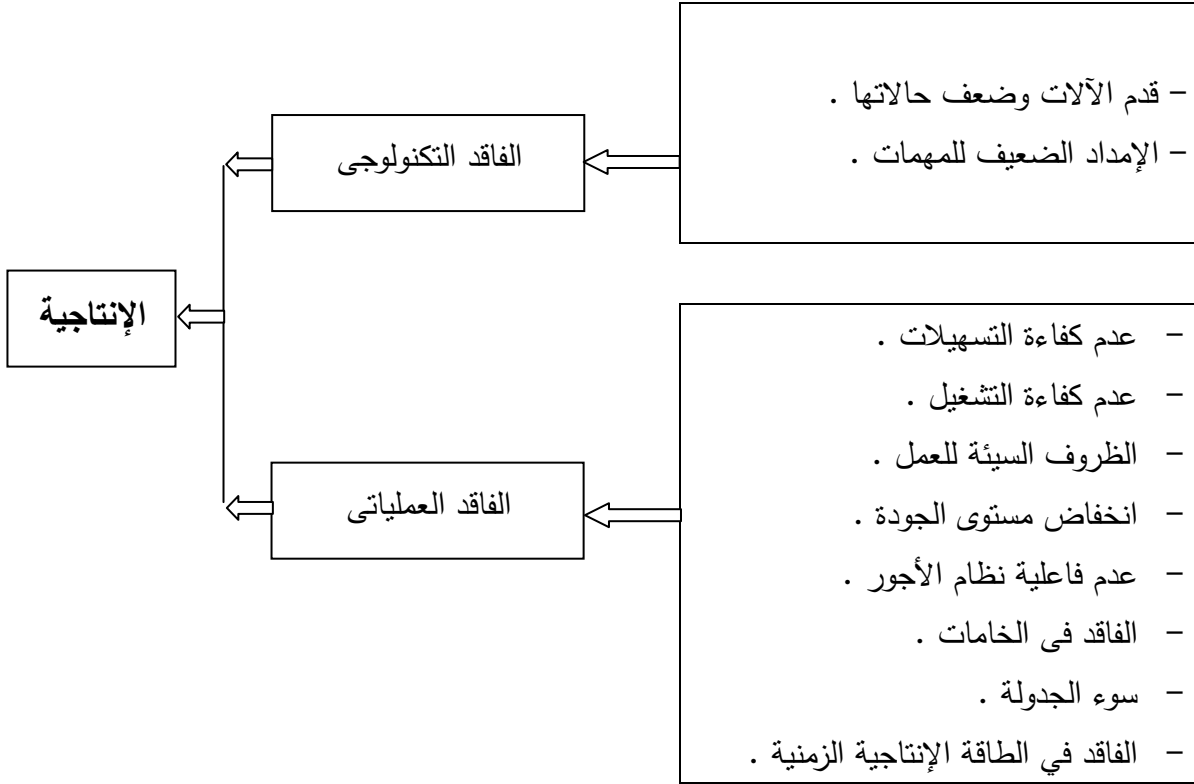 - قدم الآلات وضعف حالاتها .
- الإمداد الضعيف للمهمات .
الفاقد التكنولوجى
الإنتاجية
- عدم كفاءة التسهيلات .
- عدم كفاءة التشغيل .
- الظروف السيئة للعمل .
- انخفاض مستوى الجودة .
- عدم فاعلية نظام الأجور .
- الفاقد فى الخامات .
- سوء الجدولة .
- الفاقد في الطاقة الإنتاجية الزمنية .
الفاقد العملياتى